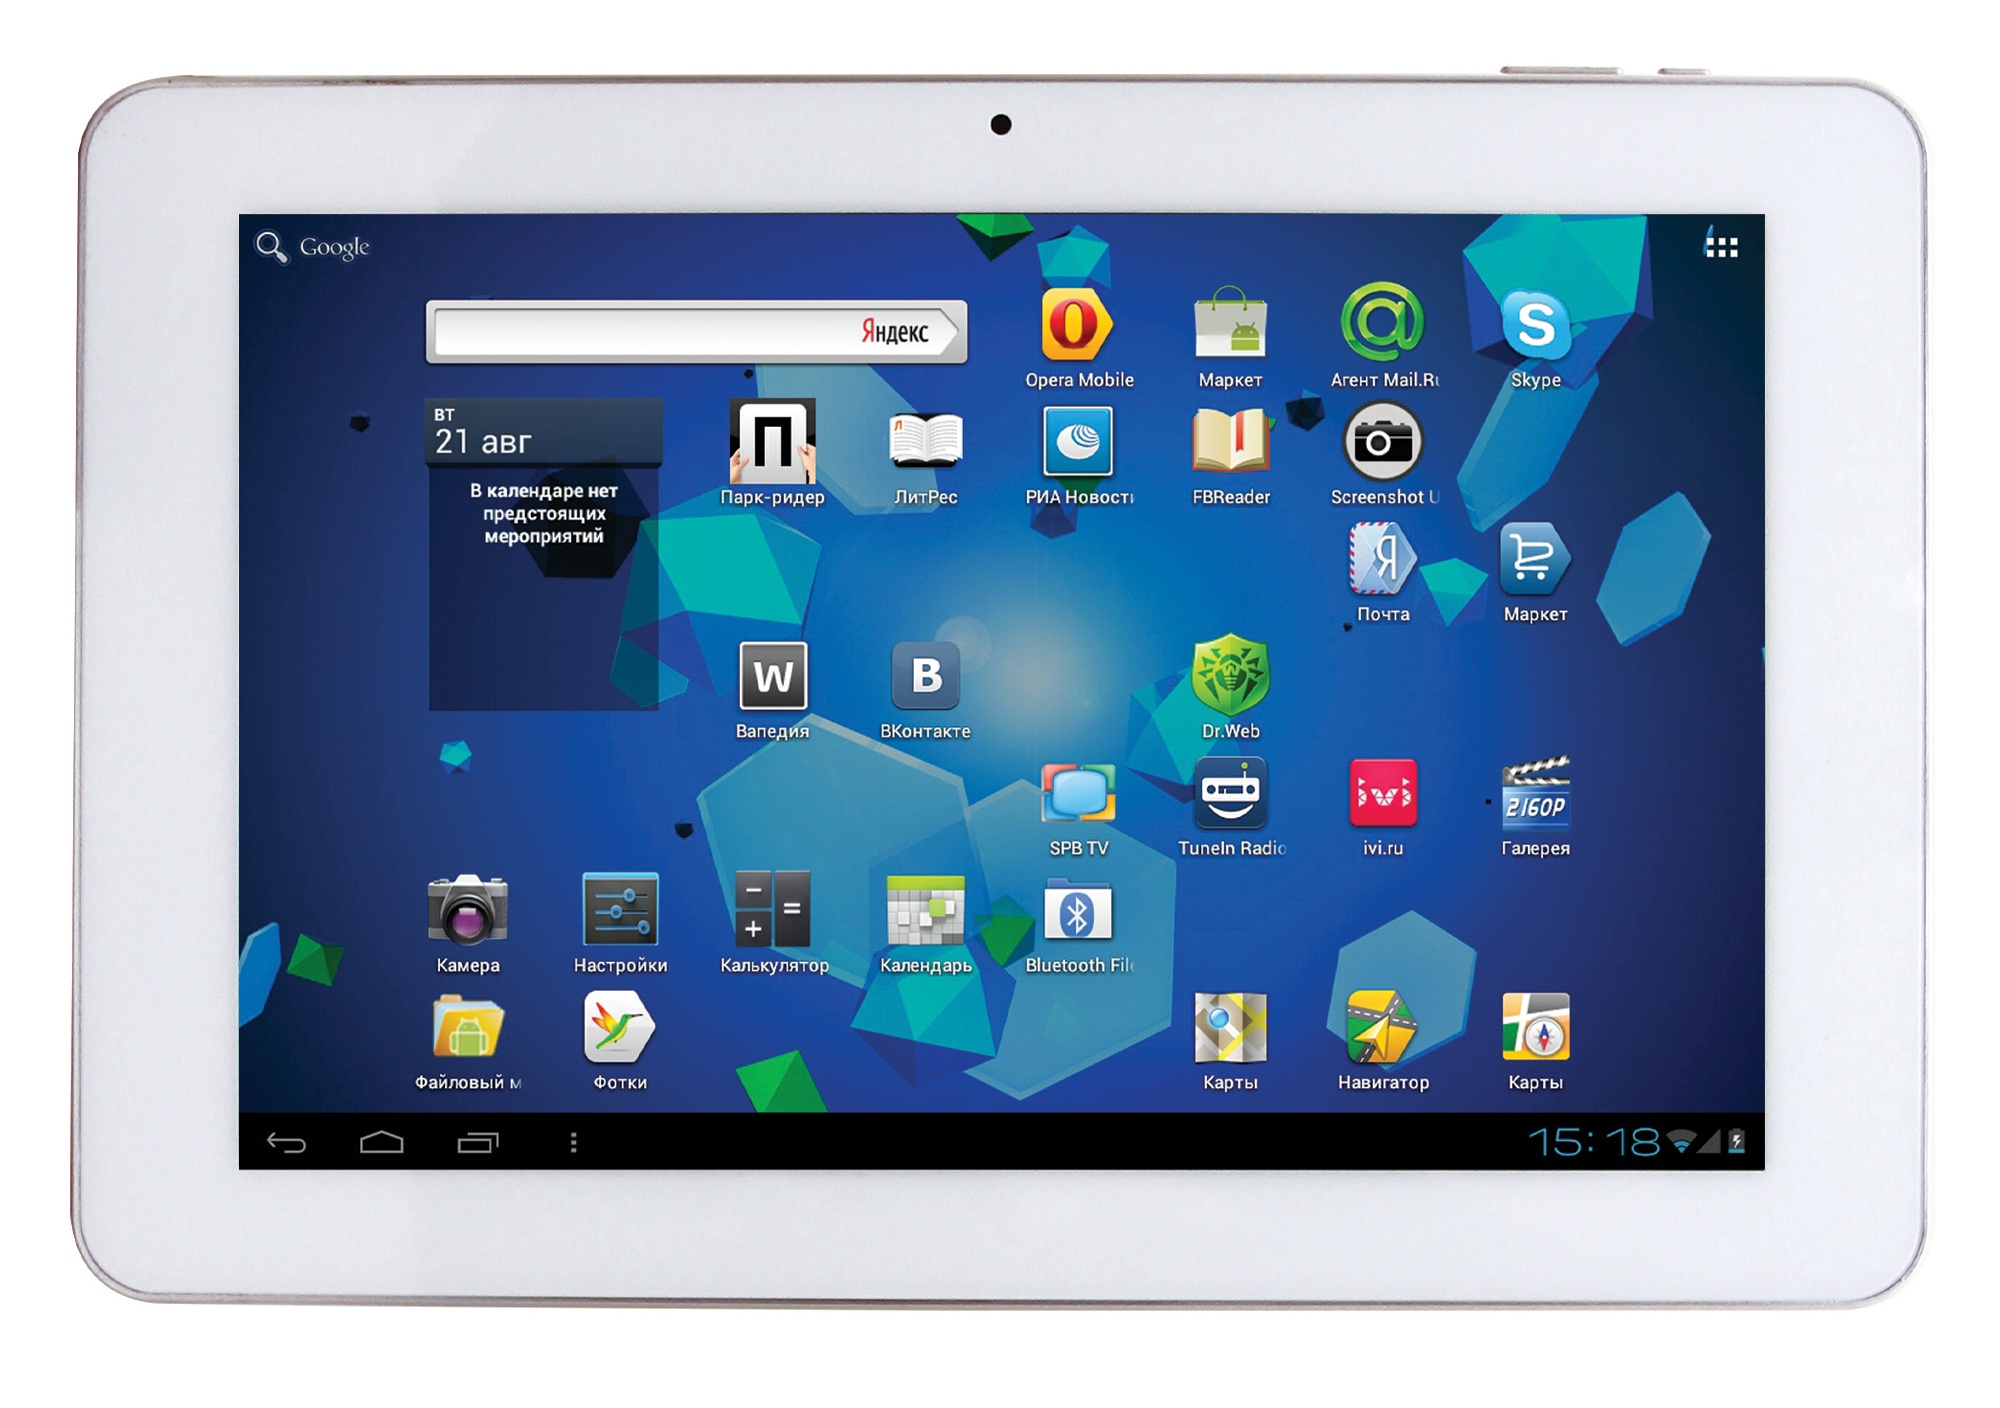 Google
Яндекс
Opera Mobile
Маркет
Агент Mail.Ru
S
Skype
ВТ
21 авг
В календаре нет
предстоящих
мероприятий
П
Парк-ридер
Л
ЛитРес
РИА Новости
FBReader
Screenshot U
Я
Почта
Маркет
W
Вапедия
B
ВКонтакте
Dr.Web
SPB TV
TuneIn Radio
ivi
ivi.ru
2160P
Галерея
Камера
Настройки
Калькулятор
Календарь
Bluetooth File
Файловый м
Фотки
Карты
Навигатор
Карты
15:18